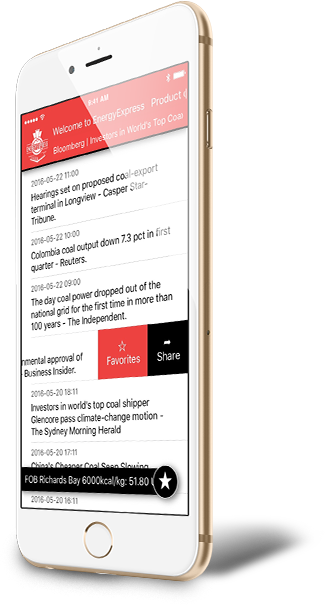 9:41 AM
Welcome to EnergyExpress Product
Bloomberg | Investors in World's Top Coal
2016-05-22 11:00
Hearings set on proposed coal-export
terminal in Longview - Casper Star-
Tribune.
2016-05-22 10:00
Colombia coal output down 7.3 pct in first
quarter - Reuters.
2016-05-22 09:00
The day coal power dropped out of the
national grid for the first time in more than
100 years - The Independent.
nmental approval of
Business Insider.
Favorites
Share
2016-05-20 18:11
Investors in world's top coal shipper
Glencore pass climate-change motion -
The Sydney Morning Herald
2016-05-20 17:11
China's Cheaper Coal Seen Slowing
FOB Richards Bay 6000kcal/kg: 51.80 U
2016-05-20 16:11